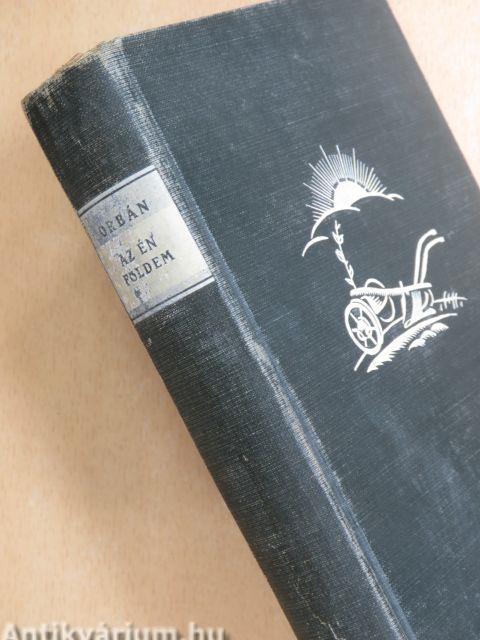 ORBÁN
AZ ÉN
FÖLDEM
Antikvárium.hu